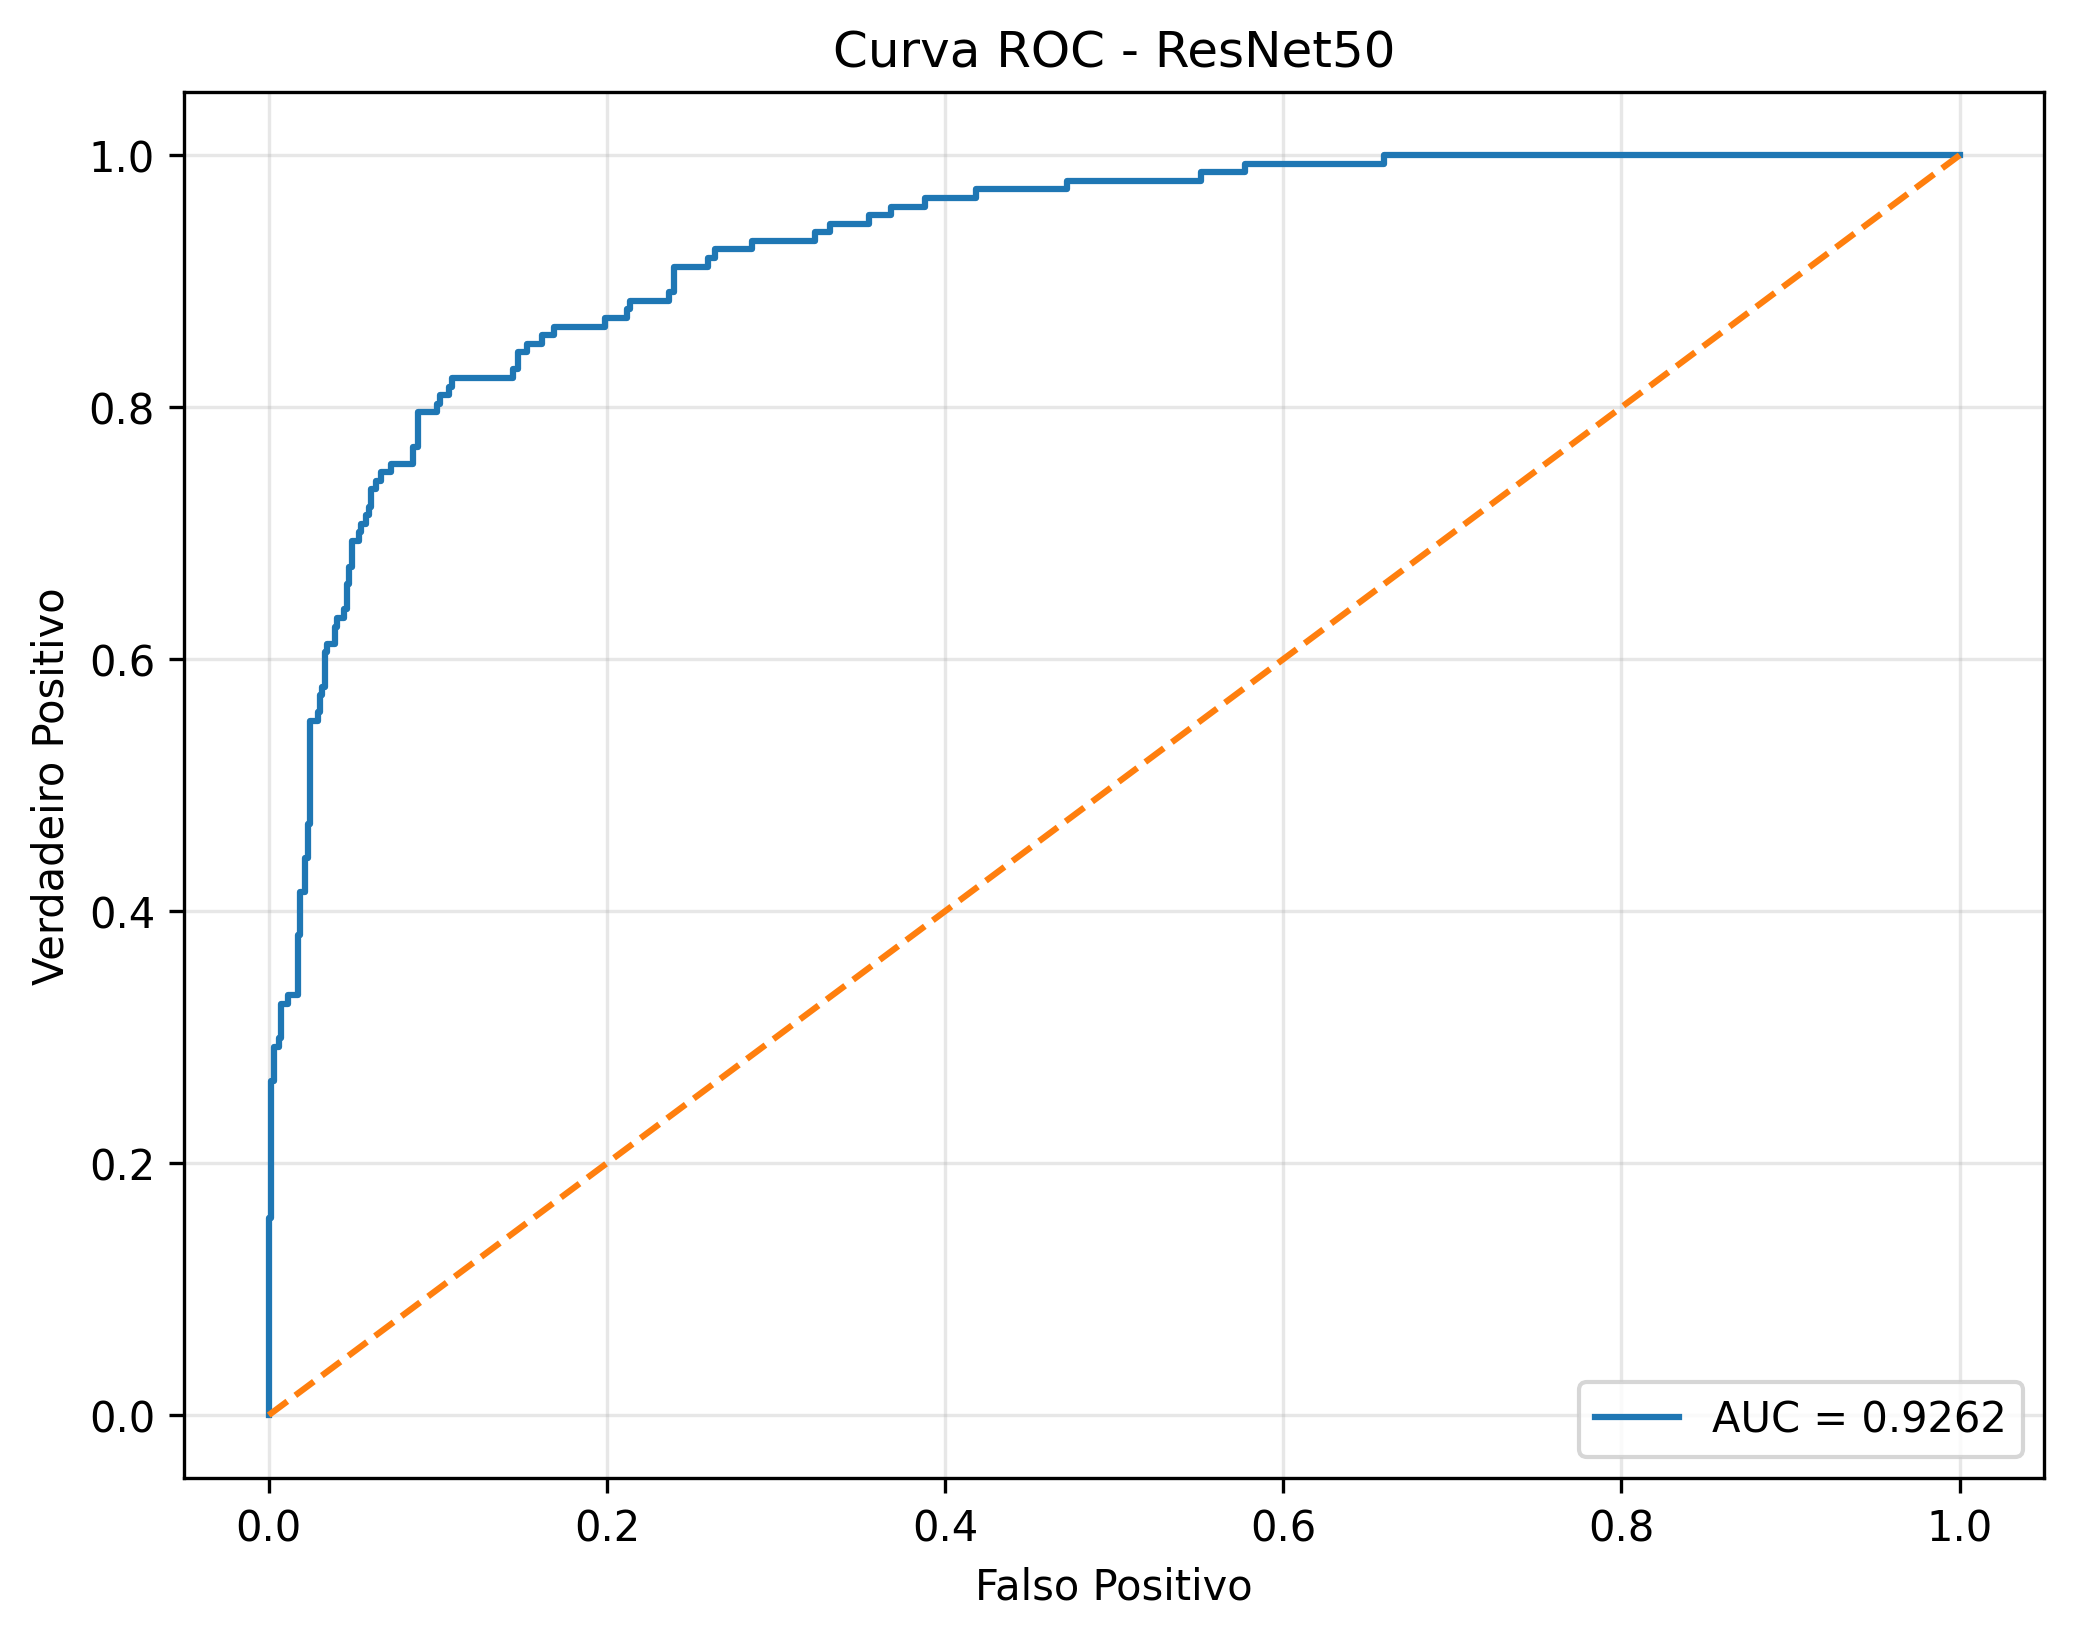 Curva ROC - ResNet50
1.0
0.8
0.6
0.4
0.2
0.0
Verdadeiro Positivo
0.0 0.2 0.4 0.6 0.8 1.0
Falso Positivo
AUC = 0.9262